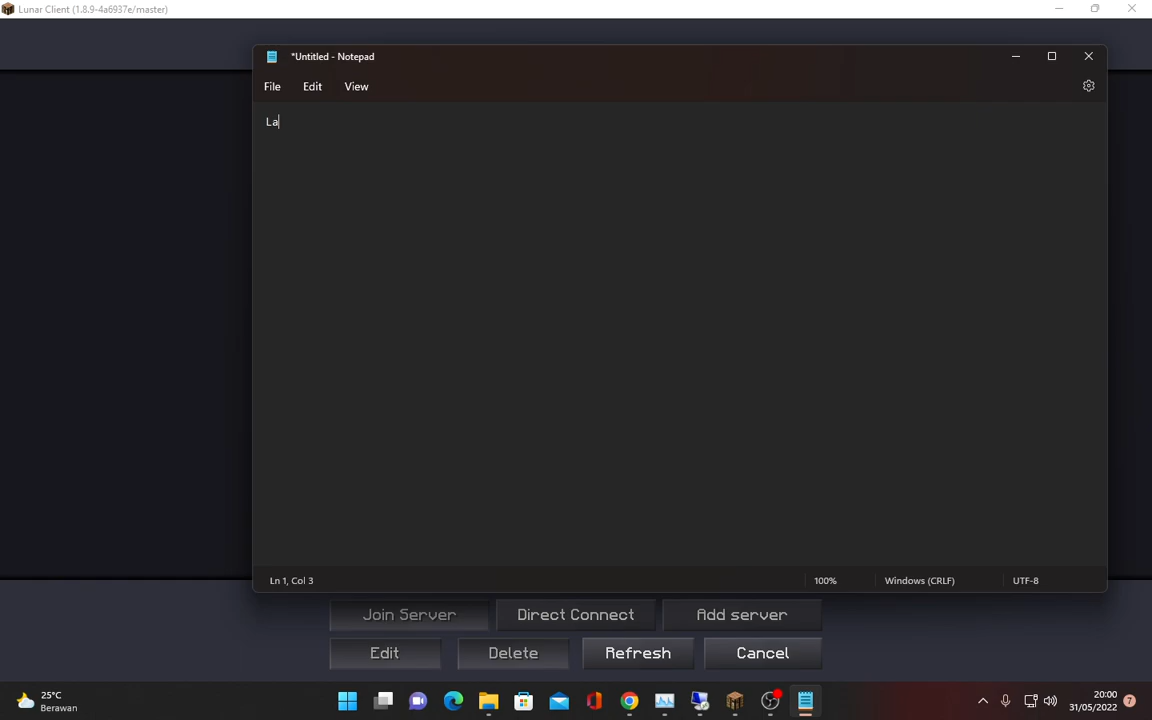 Lunar Client (1.8.9-4a6937e/master)
*Untitled - Notepad
File Edit View
La
Ln 1, Col 3 100% Windows (CRLF) UTF-8
Join Server Direct Connect Add server
Edit Delete Refresh Cancel
25°C
Berawan
20:00
31/05/2022
7